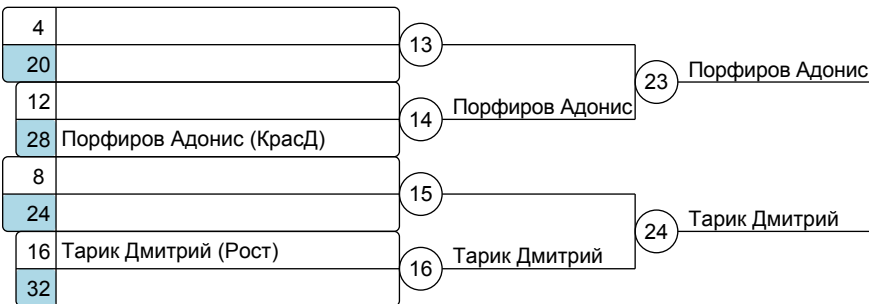 4
13
20
23 Порфиров Адонис
12
14 Порфиров Адонис
28 Порфиров Адонис (КрасД)
8
15
24
24 Тарик Дмитрий
16 Тарик Дмитрий (Рост)
16 Тарик Дмитрий
32